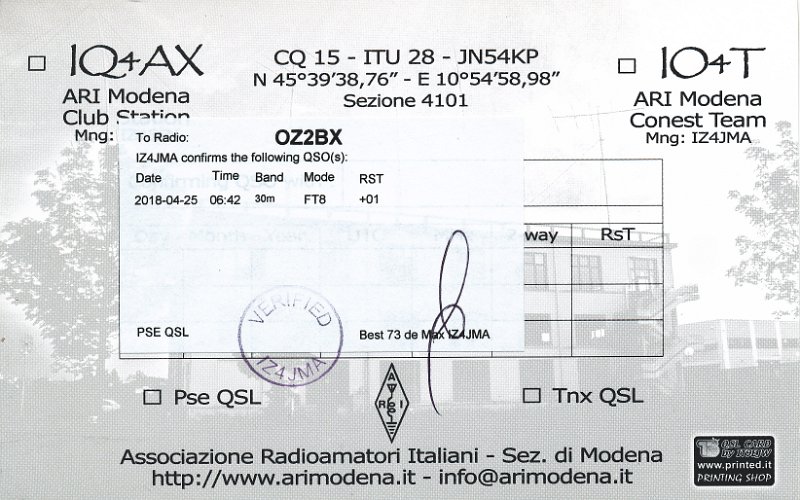 IQ4AX
ARI Modena
Club Station
Mng:
CQ 15 - ITU 28 - JN54KP
N 45°39'38,76" - E 10°54'58,98"
Sezione 4101
IO4T
ARI Modena
Conest Team
Mng: IZ4JMA
To Radio: OZ2BX
IZ4JMA confirms the following QSO(s):
Date Time Band Mode RST
2018-04-25 06:42 30m FT8 +01
way RsT
PSE QSL
VERIFIED
IZ4JMA
Best 73 de Max IZ4JMA
Pse QSL
ARI
Tnx QSL
Associazione Radioamatori Italiani - Sez. di Modena
http://www.arimodena.it - info@arimodena.it
QSL CARD
www.printed.it
PRINTING SHOP